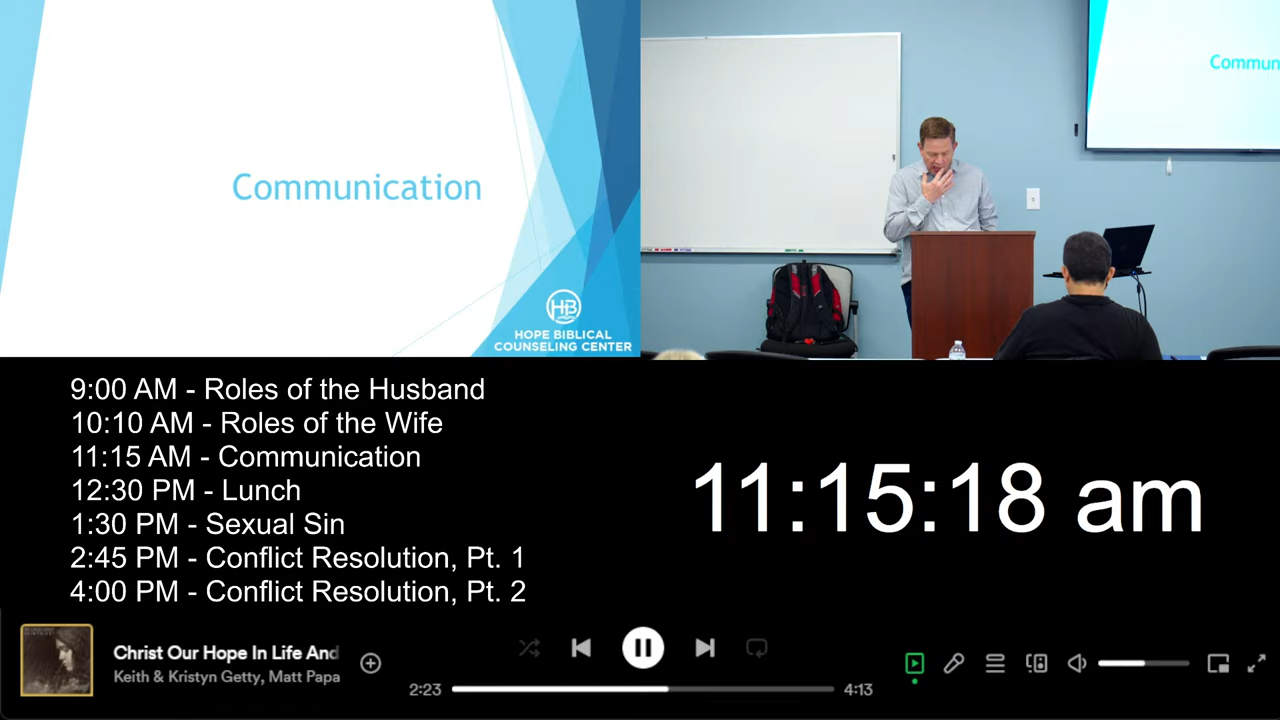 Communication
HB
HOPE BIBLICAL
COUNSELING CENTER
Commun
9:00 AM - Roles of the Husband
10:10 AM - Roles of the Wife
11:15 AM - Communication
12:30 PM - Lunch
1:30 PM - Sexual Sin
2:45 PM - Conflict Resolution, Pt. 1
4:00 PM - Conflict Resolution, Pt. 2
11:15:18 am
Christ Our Hope In Life And
Keith & Kristyn Getty, Matt Papa
2:23
4:13